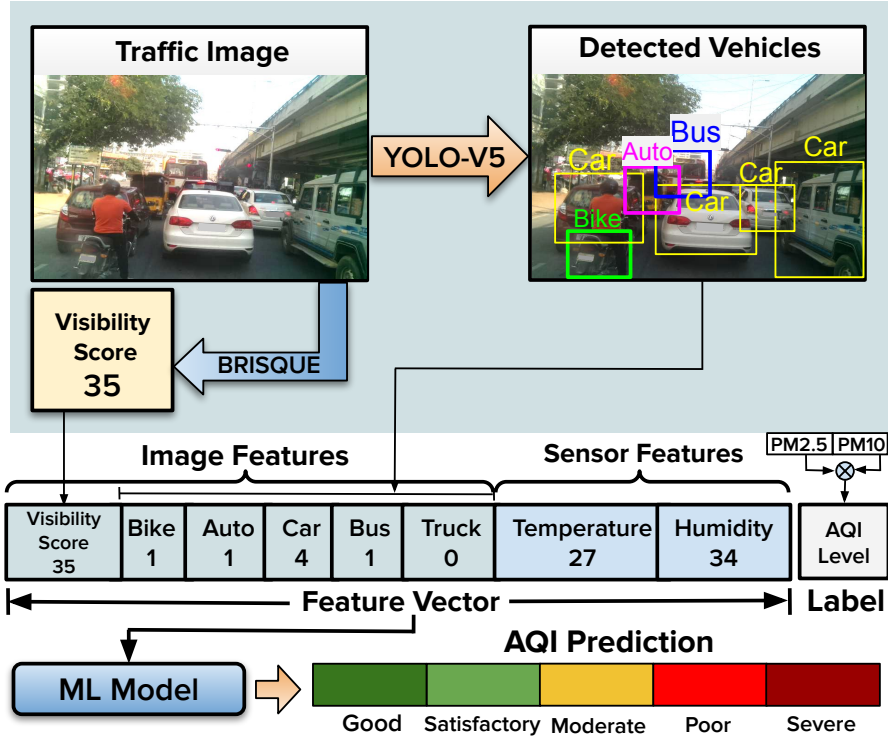 Traffic Image
Detected Vehicles
YOLO-V5
Car
Auto
Bus
Car
Car
Car
Bike
Visibility
Score
35
BRISQUE
Image Features
Sensor Features
PM2.5 PM10
Visibility
Score
35
Bike
1
Auto
1
Car
4
Bus
1
Truck
0
Temperature
27
Humidity
34
AQI
Level
Feature Vector
Label
ML Model
AQI Prediction
Good
Satisfactory
Moderate
Poor
Severe